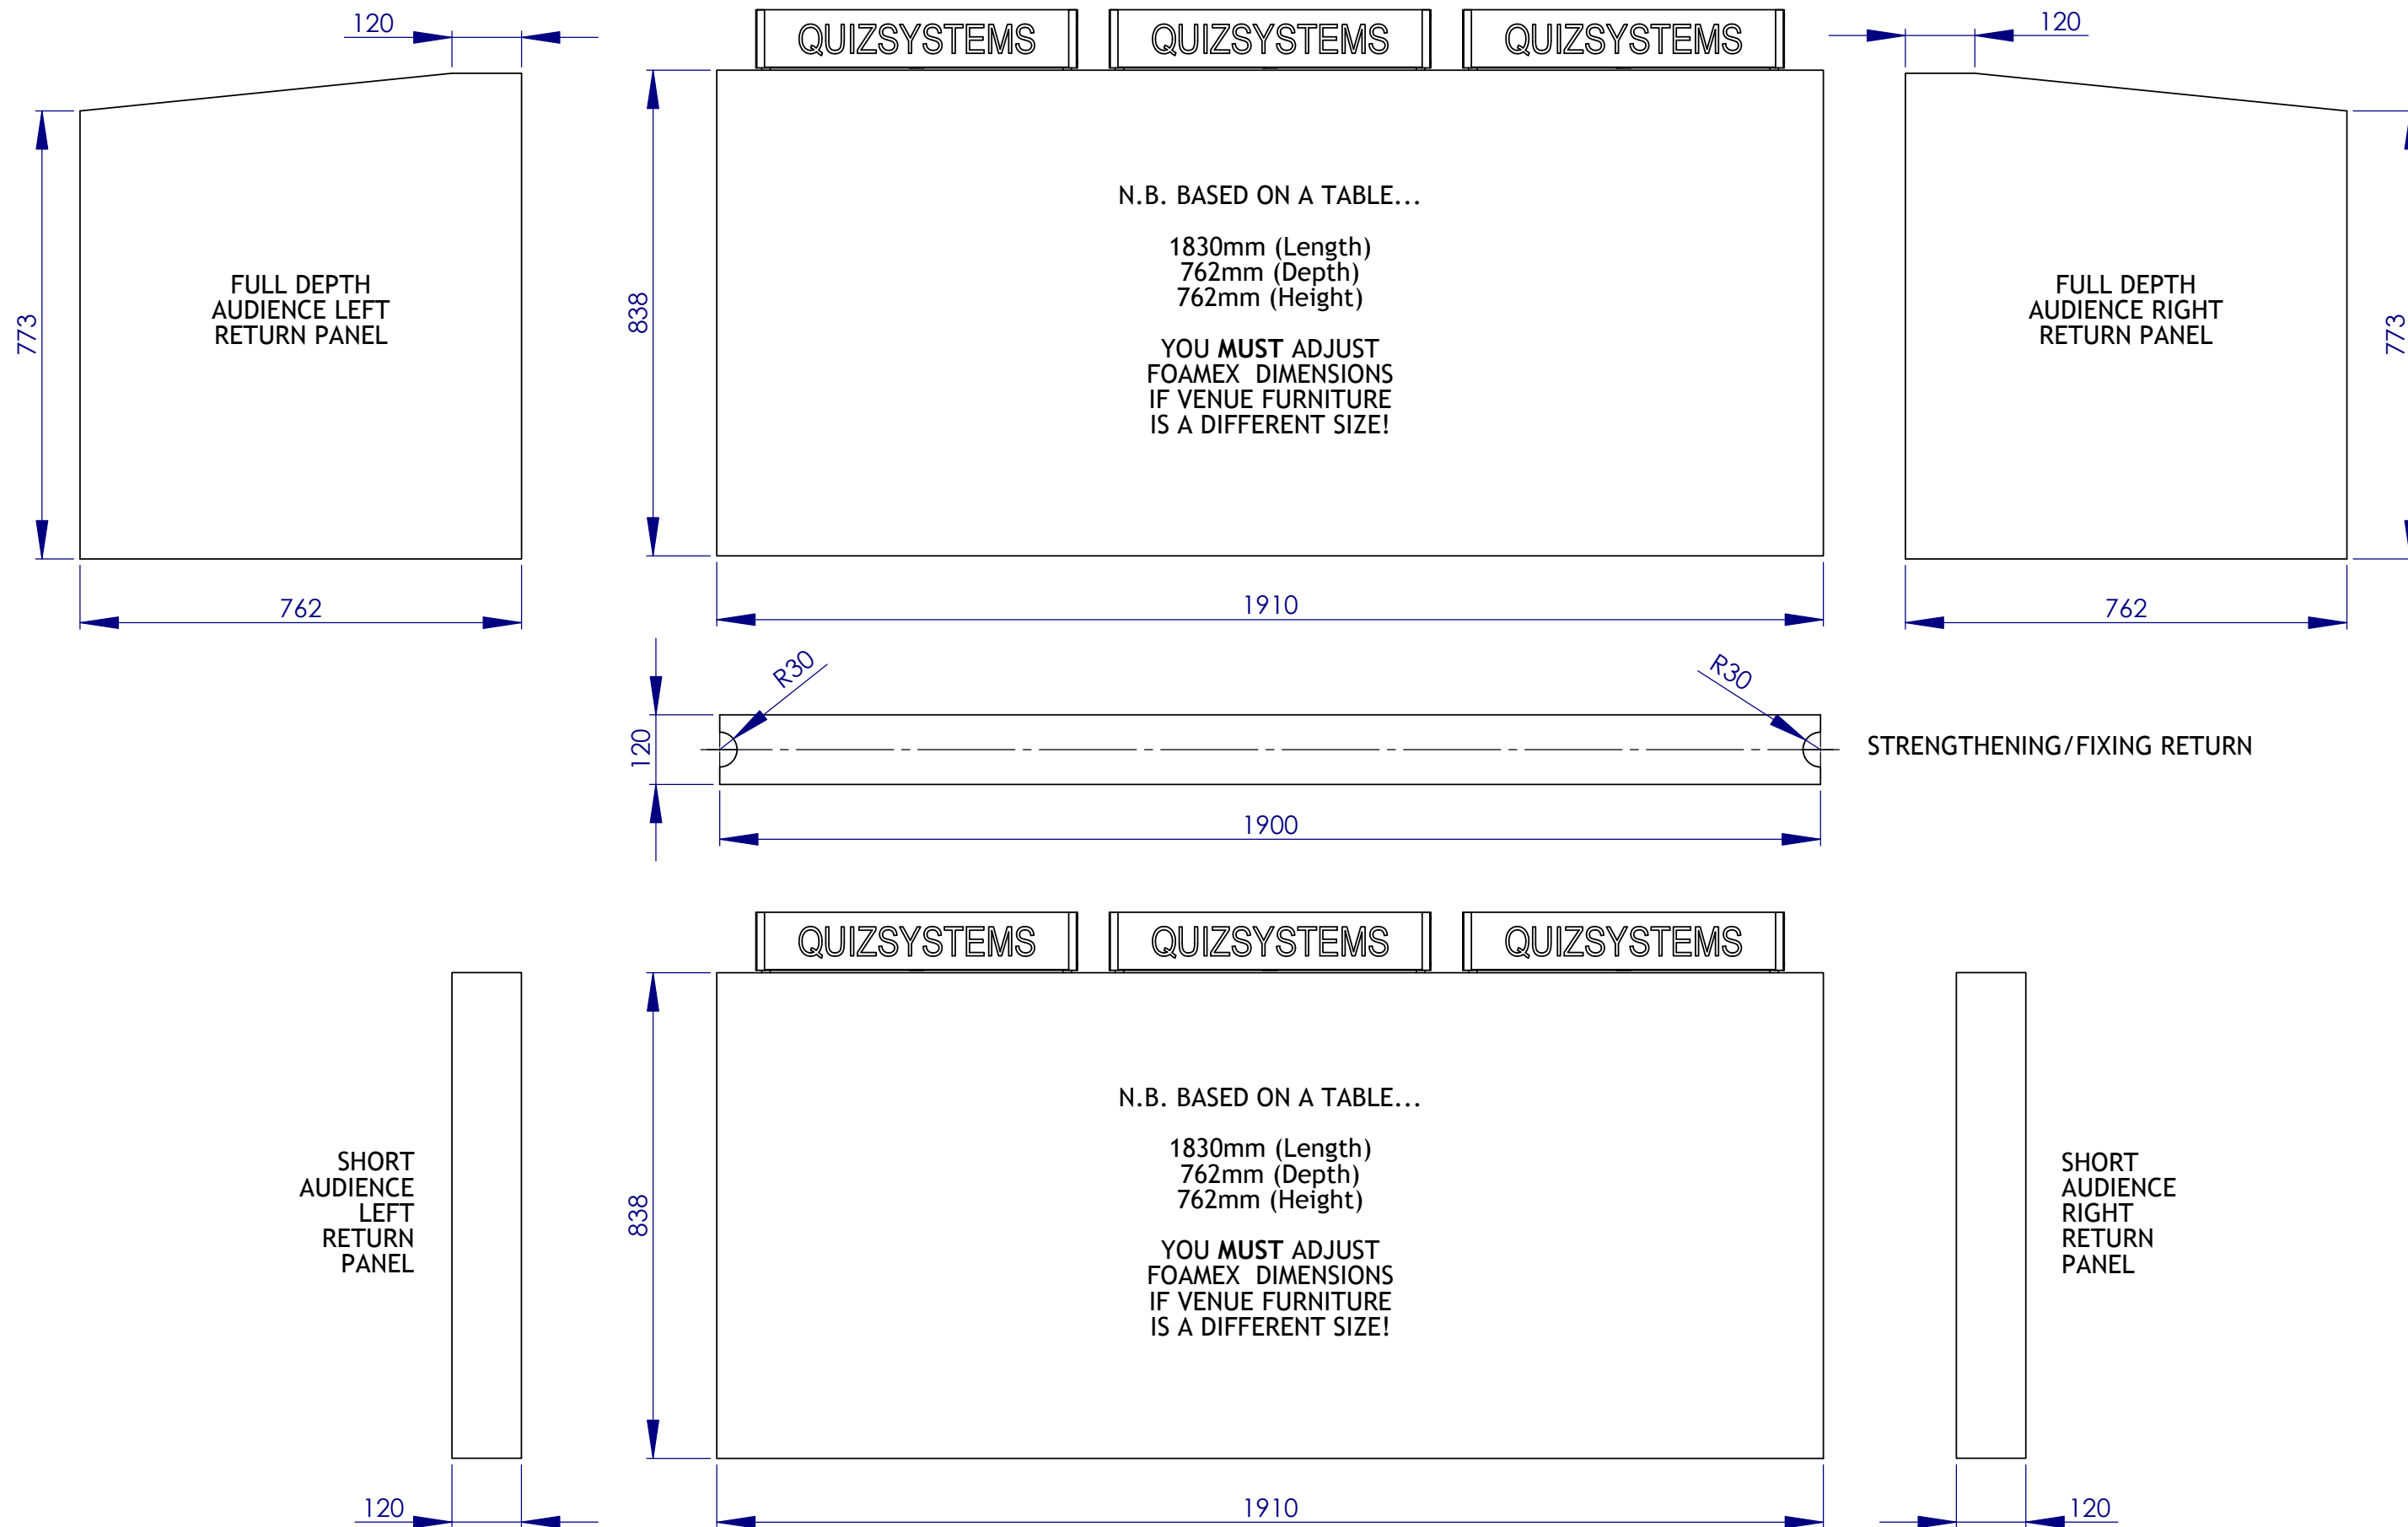 120
QUIZSYSTEMS QUIZSYSTEMS QUIZSYSTEMS
120
773
FULL DEPTH
AUDIENCE LEFT
RETURN PANEL
762
838
N.B. BASED ON A TABLE...
1830mm (Length)
762mm (Depth)
762mm (Height)
YOU MUST ADJUST
FOAMEX  DIMENSIONS
IF VENUE FURNITURE
IS A DIFFERENT SIZE!
1910
FULL DEPTH
AUDIENCE RIGHT
RETURN PANEL
773
762
R30
R30
120
STRENGTHENING/FIXING RETURN
1900
QUIZSYSTEMS QUIZSYSTEMS QUIZSYSTEMS
SHORT
AUDIENCE
LEFT
RETURN
PANEL
120
838
N.B. BASED ON A TABLE...
1830mm (Length)
762mm (Depth)
762mm (Height)
YOU MUST ADJUST
FOAMEX  DIMENSIONS
IF VENUE FURNITURE
IS A DIFFERENT SIZE!
1910
SHORT
AUDIENCE
RIGHT
RETURN
PANEL
120